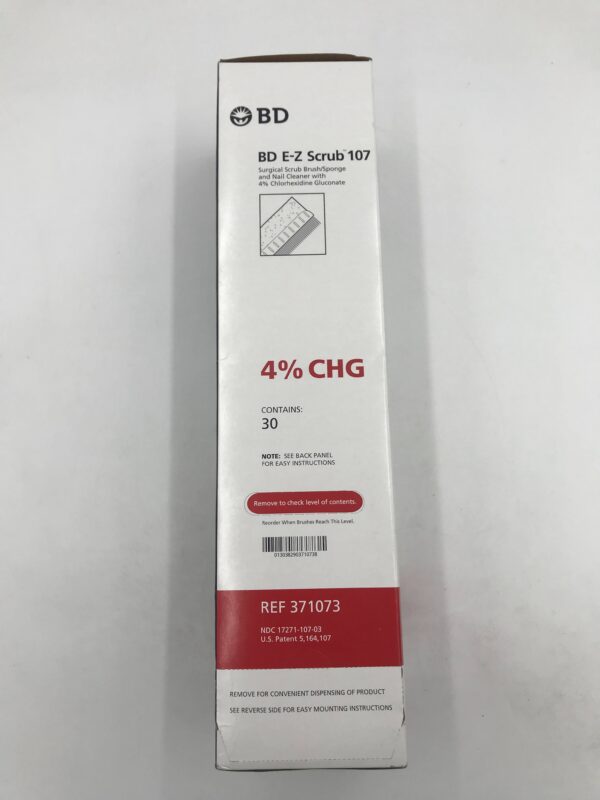 BD
BD E-Z Scrub™ 107
Surgical Scrub Brush/Sponge
and Nail Cleaner with
4% Chlorhexidine Gluconate
4% CHG
CONTAINS:
30
NOTE: SEE BACK PANEL
FOR EASY INSTRUCTIONS
Remove to check level of contents.
Reorder When Brushes Reach This Level.
0130382903710738
REF 371073
NDC 17271-107-03
U.S. Patent 5,164,107
REMOVE FOR CONVENIENT DISPENSING OF PRODUCT
SEE REVERSE SIDE FOR EASY MOUNTING INSTRUCTIONS